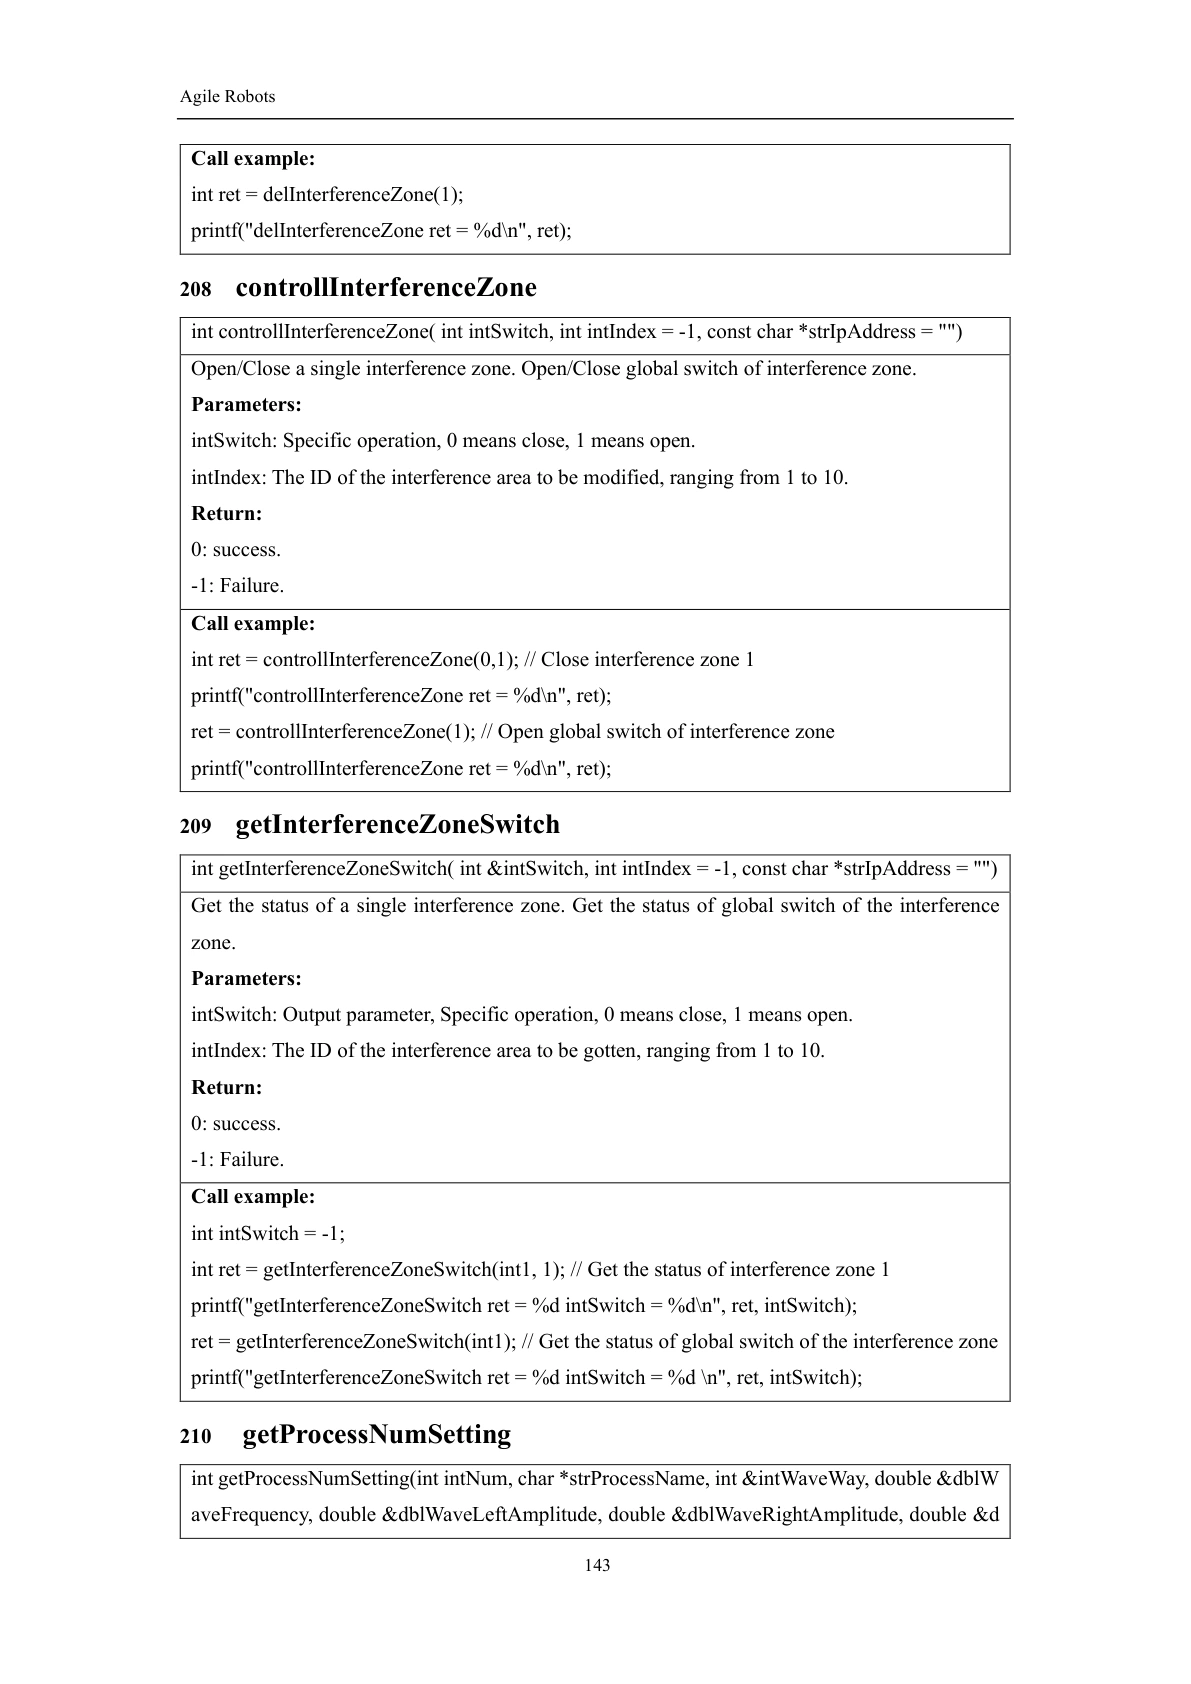 Agile Robots
Call example:
int ret = delInterferenceZone(1);
printf("delInterferenceZone ret = %d\n", ret);
208 controllInterferenceZone
int controllInterferenceZone( int intSwitch, int intIndex = -1, const char *strIpAddress = "")
Open/Close a single interference zone. Open/Close global switch of interference zone.
Parameters:
intSwitch: Specific operation, 0 means close, 1 means open.
intIndex: The ID of the interference area to be modified, ranging from 1 to 10.
Return:
0: success.
-1: Failure.
Call example:
int ret = controllInterferenceZone(0,1); // Close interference zone 1
printf("controllInterferenceZone ret = %d\n", ret);
ret = controllInterferenceZone(1); // Open global switch of interference zone
printf("controllInterferenceZone ret = %d\n", ret);
209 getInterferenceZoneSwitch
int getInterferenceZoneSwitch( int &intSwitch, int intIndex = -1, const char *strIpAddress = "")
Get the status of a single interference zone. Get the status of global switch of the interference
zone.
Parameters:
intSwitch: Output parameter, Specific operation, 0 means close, 1 means open.
intIndex: The ID of the interference area to be gotten, ranging from 1 to 10.
Return:
0: success.
-1: Failure.
Call example:
int intSwitch = -1;
int ret = getInterferenceZoneSwitch(int1, 1); // Get the status of interference zone 1
printf("getInterferenceZoneSwitch ret = %d intSwitch = %d\n", ret, intSwitch);
ret = getInterferenceZoneSwitch(int1); // Get the status of global switch of the interference zone
printf("getInterferenceZoneSwitch ret = %d intSwitch = %d \n", ret, intSwitch);
210 getProcessNumSetting
int getProcessNumSetting(int intNum, char *strProcessName, int &intWaveWay, double &dblW
aveFrequency, double &dblWaveLeftAmplitude, double &dblWaveRightAmplitude, double &d
143